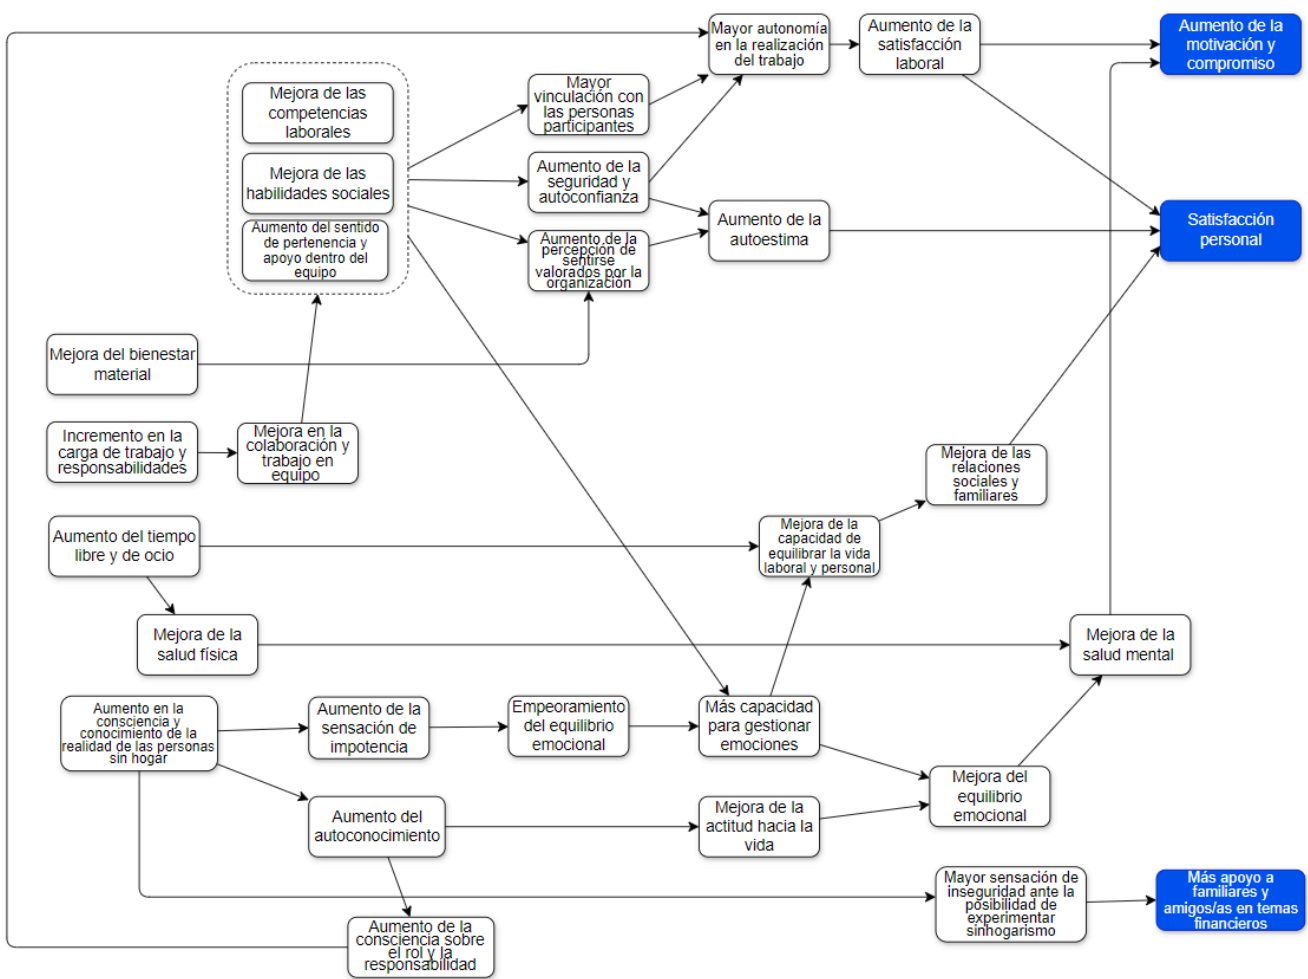 Mayor autonomía
en la realización
del trabajo
Aumento de la
satisfacción
laboral
Aumento de la
motivación y
compromiso
Mejora de las
competencias
laborales
Mayor
vinculación con
las personas
participantes
Mejora de las
habilidades sociales
Aumento de la
seguridad y
autoconfianza
Aumento del sentido
de pertenencia y
apoyo dentro del
equipo
Aumento de la
percepción de
sentirse
valorados por la
organización
Aumento de la
autoestima
Satisfacción
personal
Mejora del bienestar
material
Incremento en la
carga de trabajo y
responsabilidades
Mejora en la
colaboración y
trabajo en
equipo
Mejora de las
relaciones
sociales y
familiares
Aumento del tiempo
libre y de ocio
Mejora de la
capacidad de
equilibrar la vida
laboral y personal
Mejora de la
salud física
Mejora de la
salud mental
Aumento en la
consciencia y
conocimiento de la
realidad de las personas
sin hogar
Aumento de la
sensación de
impotencia
Empeoramiento
del equilibrio
emocional
Más capacidad
para gestionar
emociones
Mejora del
equilibrio
emocional
Aumento del
autoconocimiento
Mejora de la
actitud hacia la
vida
Mayor sensación de
inseguridad ante la
posibilidad de
experimentar
sinhogarismo
Más apoyo a
familiares y
amigos/as en temas
financieros
Aumento de la
consciencia sobre
el rol y la
responsabilidad